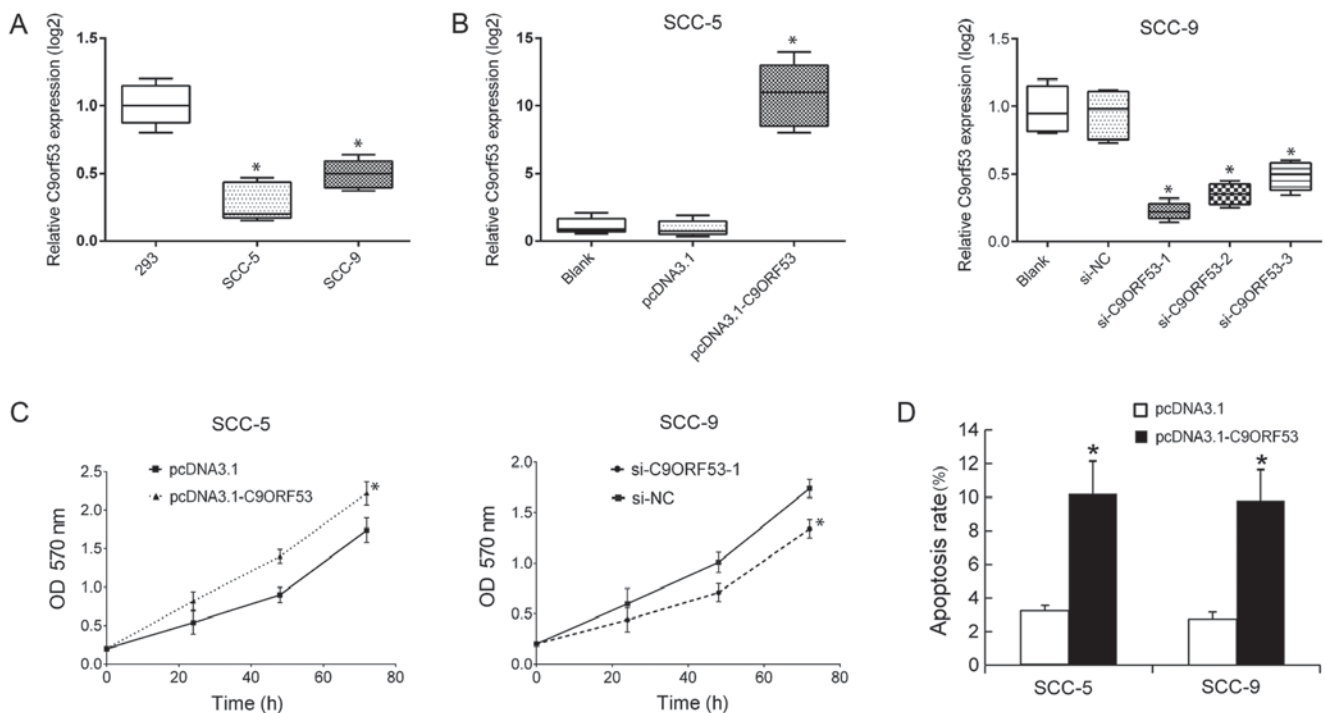 A
Relative C9orf53 expression (log2)
1.5
1.0
0.5
0.0
*
*
293
SCC-5
SCC-9
B
SCC-5
Relative C9orf53 expression (log2)
15
10
5
0
*
Blank
pcDNA3.1
pcDNA3.1-C9ORF53
SCC-9
Relative C9orf53 expression (log2)
1.5
1.0
0.5
0.0
*
*
*
Blank
si-NC
si-C9ORF53-1
si-C9ORF53-2
si-C9ORF53-3
C
SCC-5
pcDNA3.1
pcDNA3.1-C9ORF53
OD 570 nm
2.5
2.0
1.5
1.0
0.5
0.0
*
0 20 40 60 80
Time (h)
SCC-9
si-C9ORF53-1
si-NC
OD 570 nm
2.0
1.5
1.0
0.5
0.0
*
0 20 40 60 80
Time (h)
D
pcDNA3.1
pcDNA3.1-C9ORF53
Apoptosis rate (%)
14
12
10
8
6
4
2
0
*
*
SCC-5 SCC-9